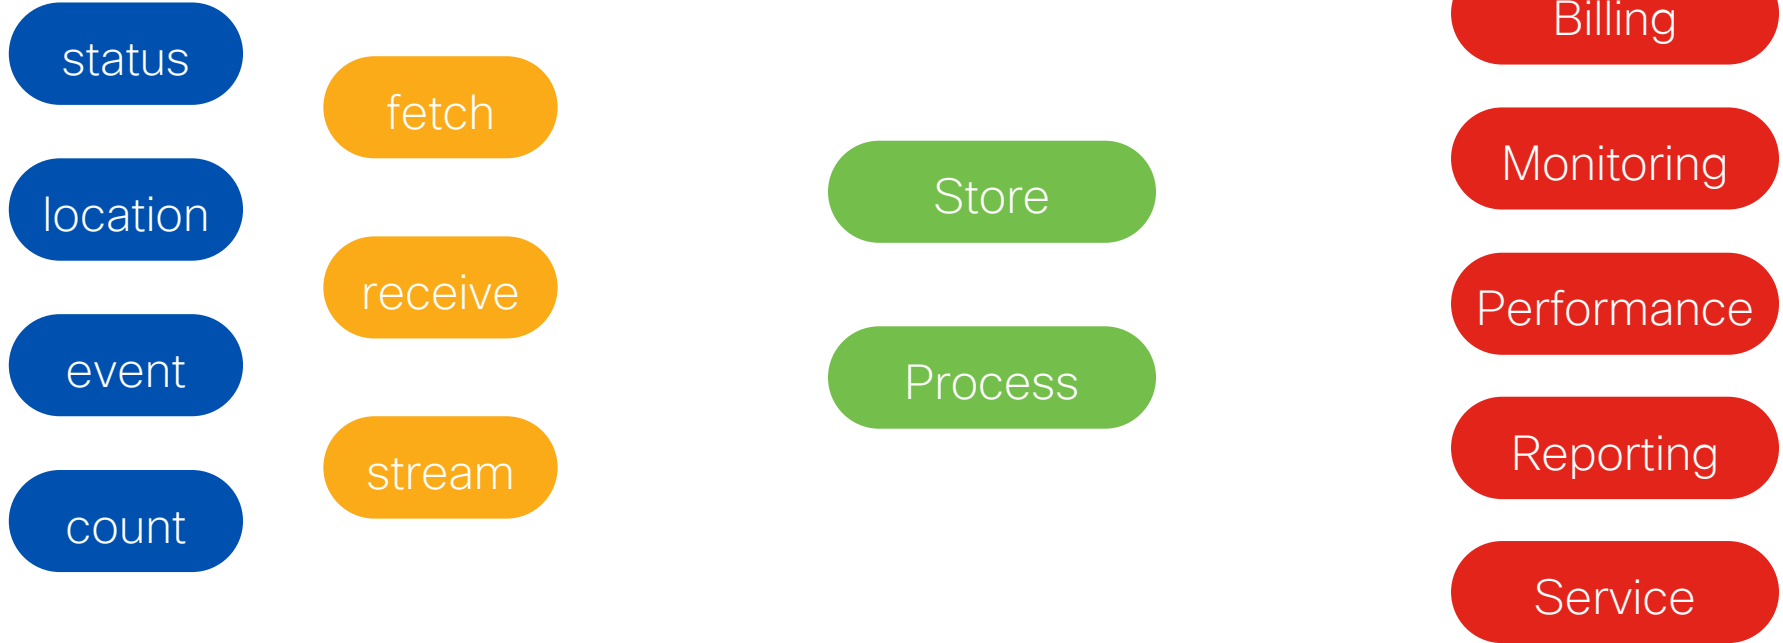 status
location
event
count
fetch
receive
stream
Store
Process
Billing
Monitoring
Performance
Reporting
Service